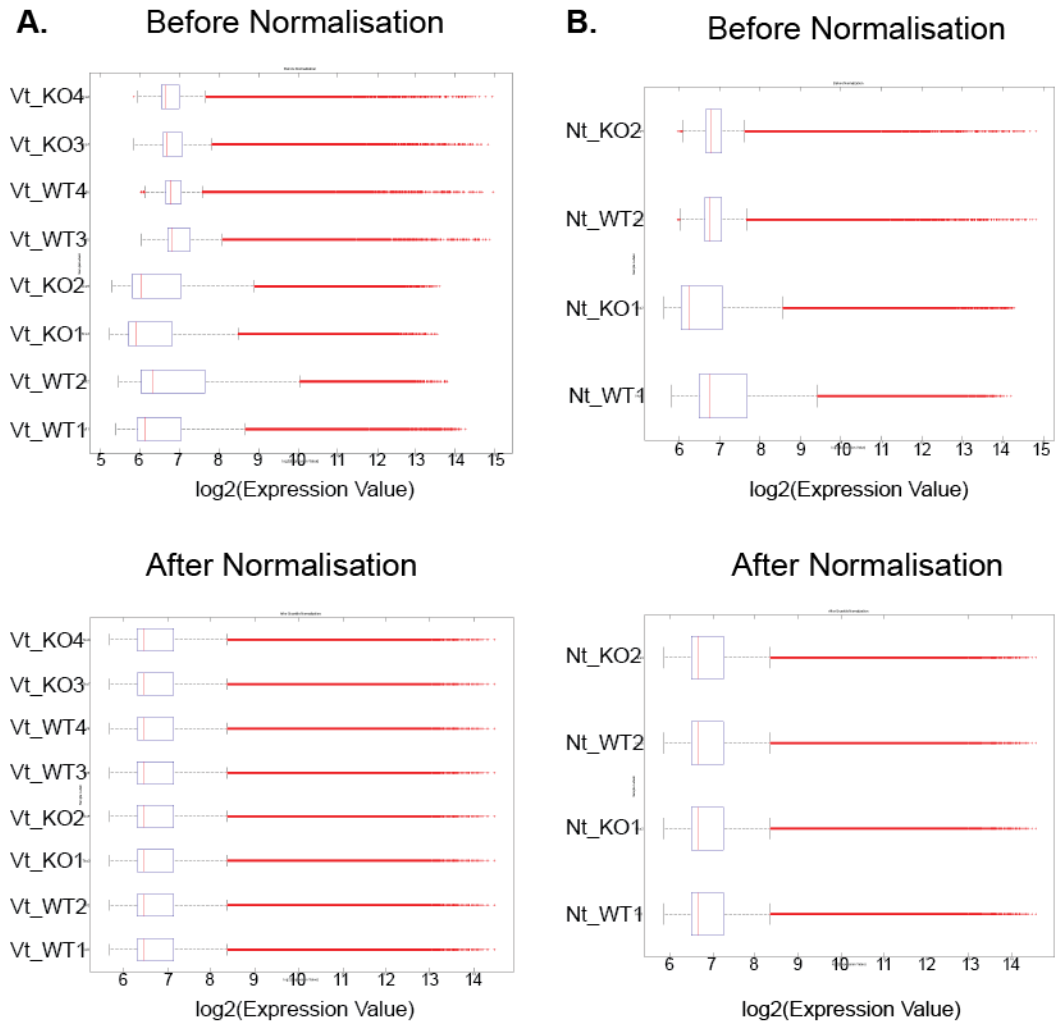 A.
Before Normalisation
Vt_KO4
Vt_KO3
Vt_WT4
Vt_WT3
Vt_KO2
Vt_KO1
Vt_WT2
Vt_WT1
5 6 7 8 9 10 11 12 13 14 15
log2(Expression Value)
B.
Before Normalisation
Nt_KO2
Nt_WT2
Nt_KO1
Nt_WT1
6 7 8 9 10 11 12 13 14 15
log2(Expression Value)
After Normalisation
Vt_KO4
Vt_KO3
Vt_WT4
Vt_WT3
Vt_KO2
Vt_KO1
Vt_WT2
Vt_WT1
6 7 8 9 10 11 12 13 14
log2(Expression Value)
After Normalisation
Nt_KO2
Nt_WT2
Nt_KO1
Nt_WT1
6 7 8 9 10 11 12 13 14
log2(Expression Value)